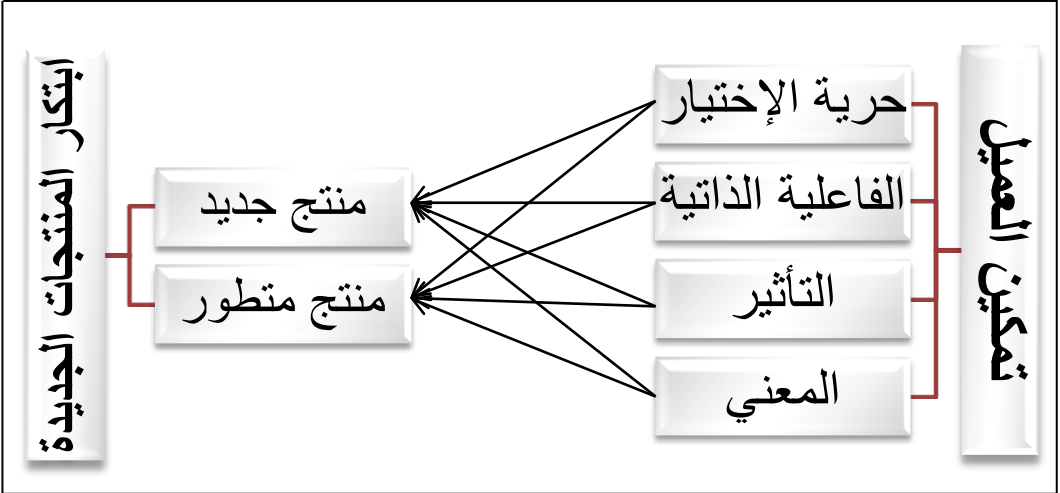 تمكين العميل
حرية الإختيار
الفاعلية الذاتية
التأثير
المعني
منتج جديد
منتج متطور
ابتكار المنتجات الجديدة